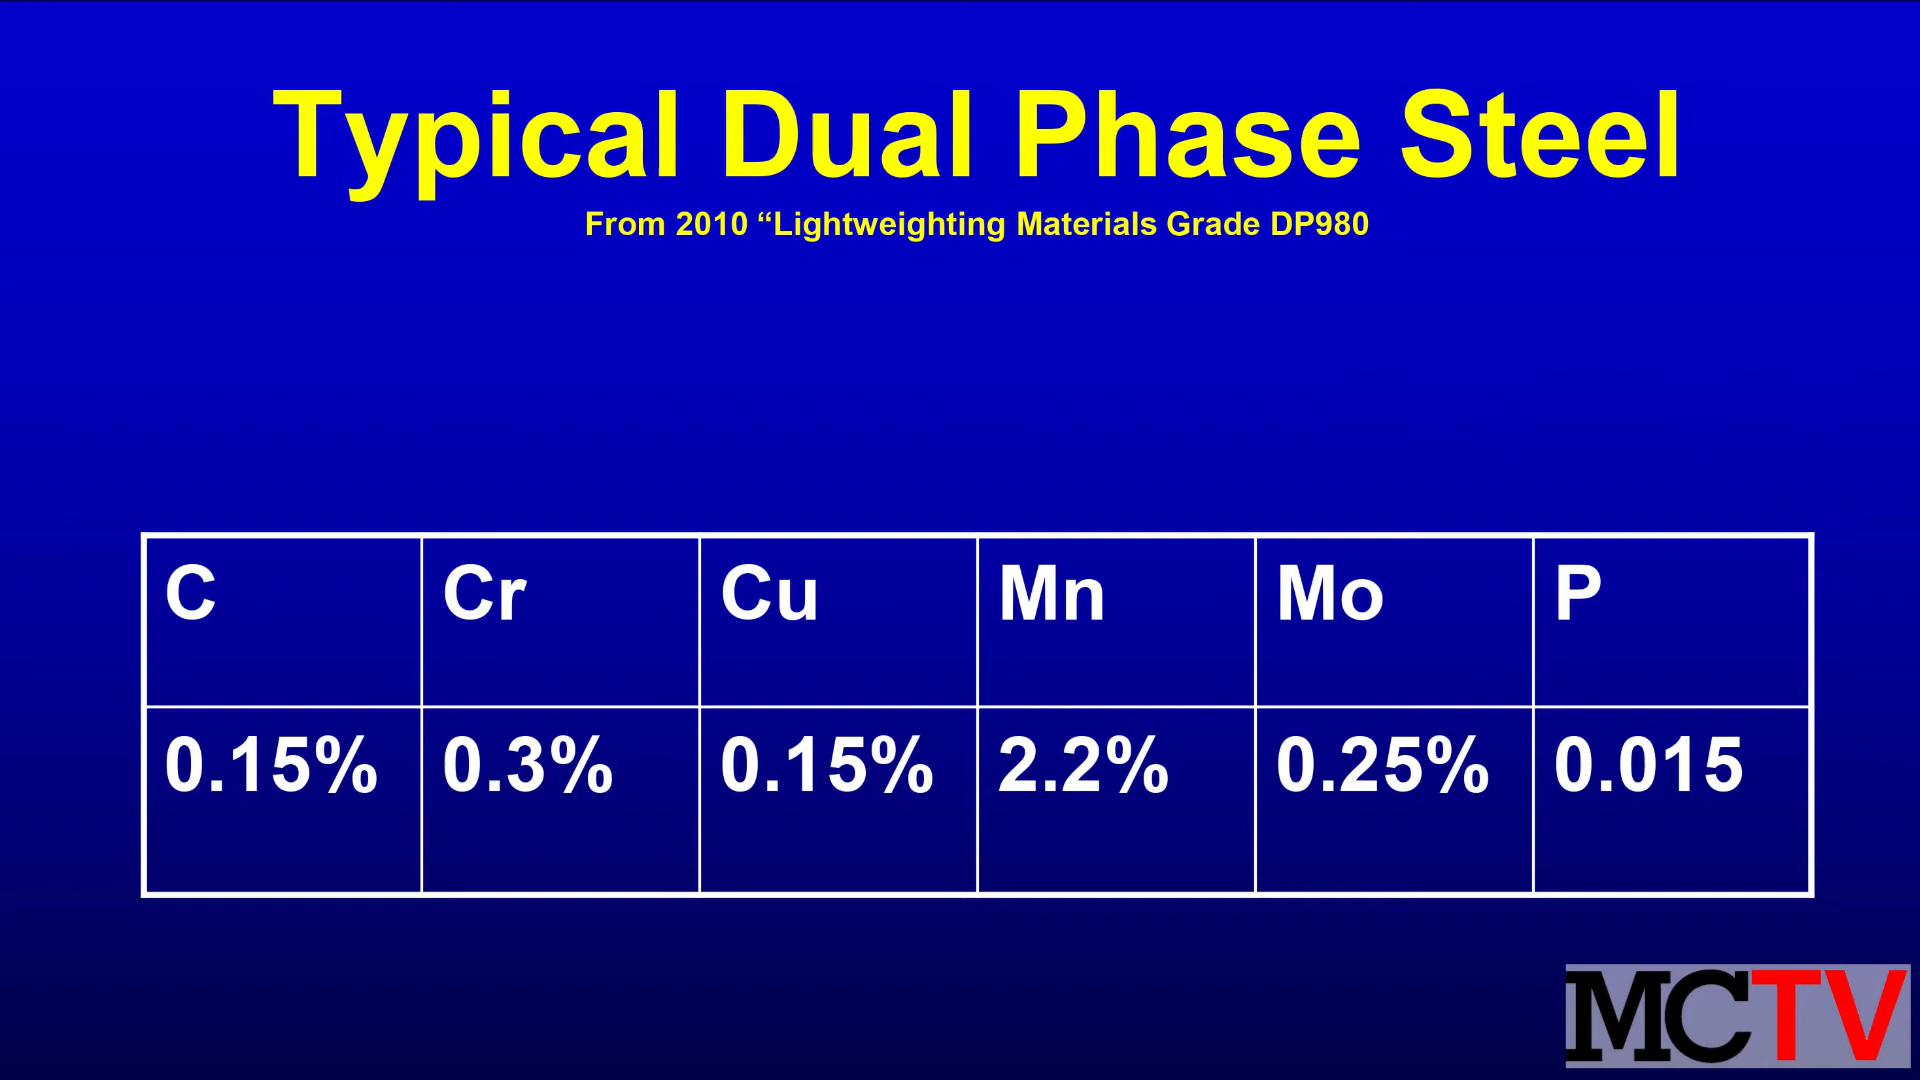 Typical Dual Phase Steel
From 2010 “Lightweighting Materials Grade DP980
C Cr Cu Mn Mo P
0.15% 0.3% 0.15% 2.2% 0.25% 0.015
MCTV